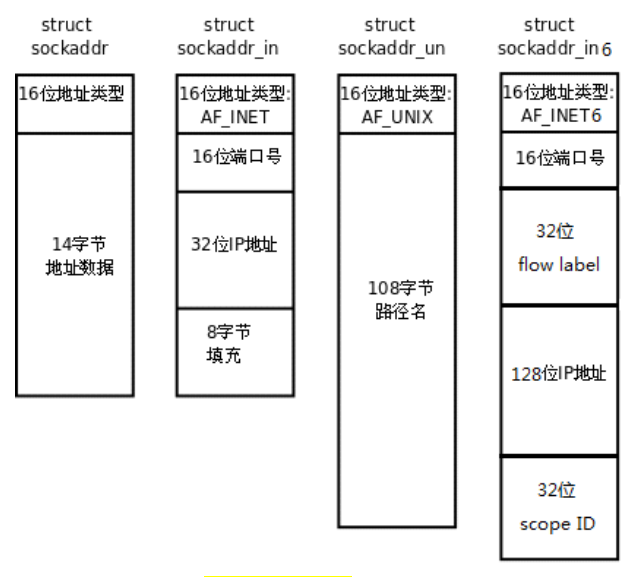 struct
sockaddr
16位地址类型
14字节
地址数据
struct
sockaddr_in
16位地址类型:
AF_INET
16位端口号
32位IP地址
8字节
填充
struct
sockaddr_un
16位地址类型:
AF_UNIX
108字节
路径名
struct
sockaddr_in6
16位地址类型:
AF_INET6
16位端口号
32位
flow label
128位IP地址
32位
scope ID